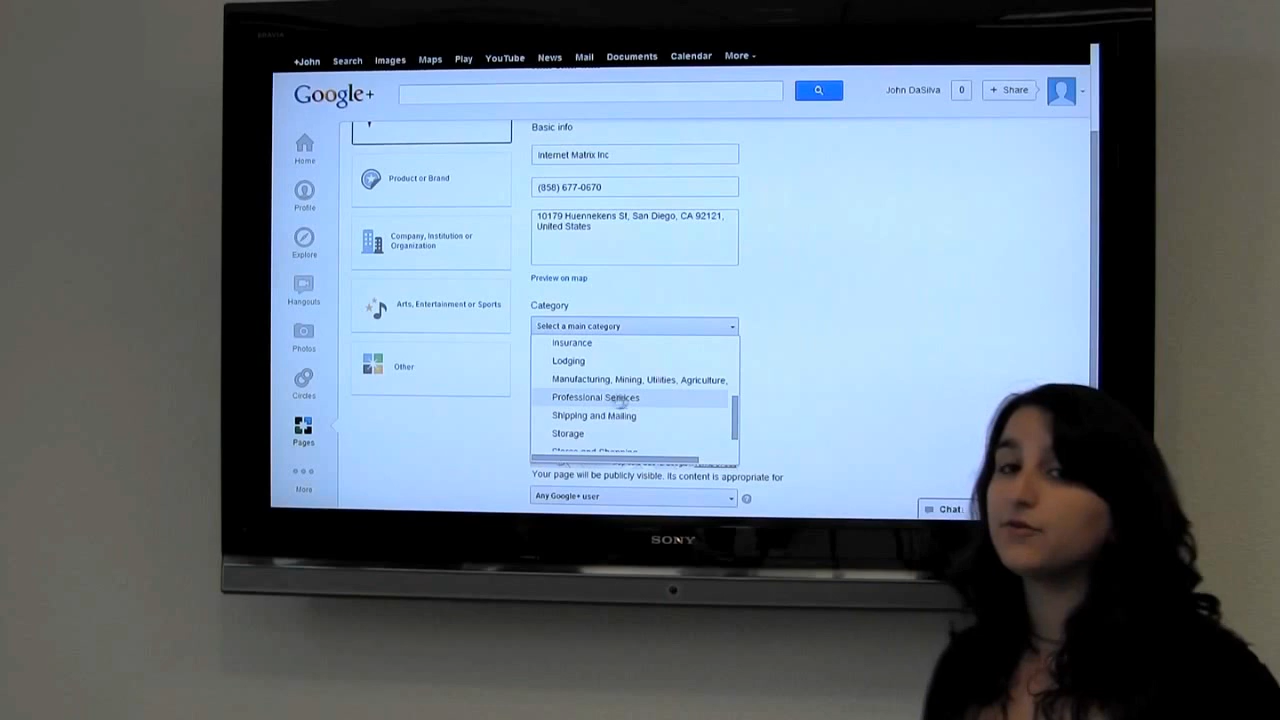 BRAVIA
+John Search Images Maps Play YouTube News Mail Documents Calendar More
Google+
John DaSilva 0 + Share
Home
Profile
Explore
Hangouts
Photos
Circles
Pages
More
Product or Brand
Company, Institution or
Organization
Arts, Entertainment or Sports
Other
Basic info
Internet Matrix Inc
(858) 677-0670
10179 Huennekens St, San Diego, CA 92121,
United States
Preview on map
Category
Select a main category
Insurance
Lodging
Manufacturing, Mining, Utilities, Agriculture,
Professional Services
Shipping and Mailing
Storage
Stores and Shopping
Your page will be publicly visible. Its content is appropriate for
Any Google+ user
Chat
SONY